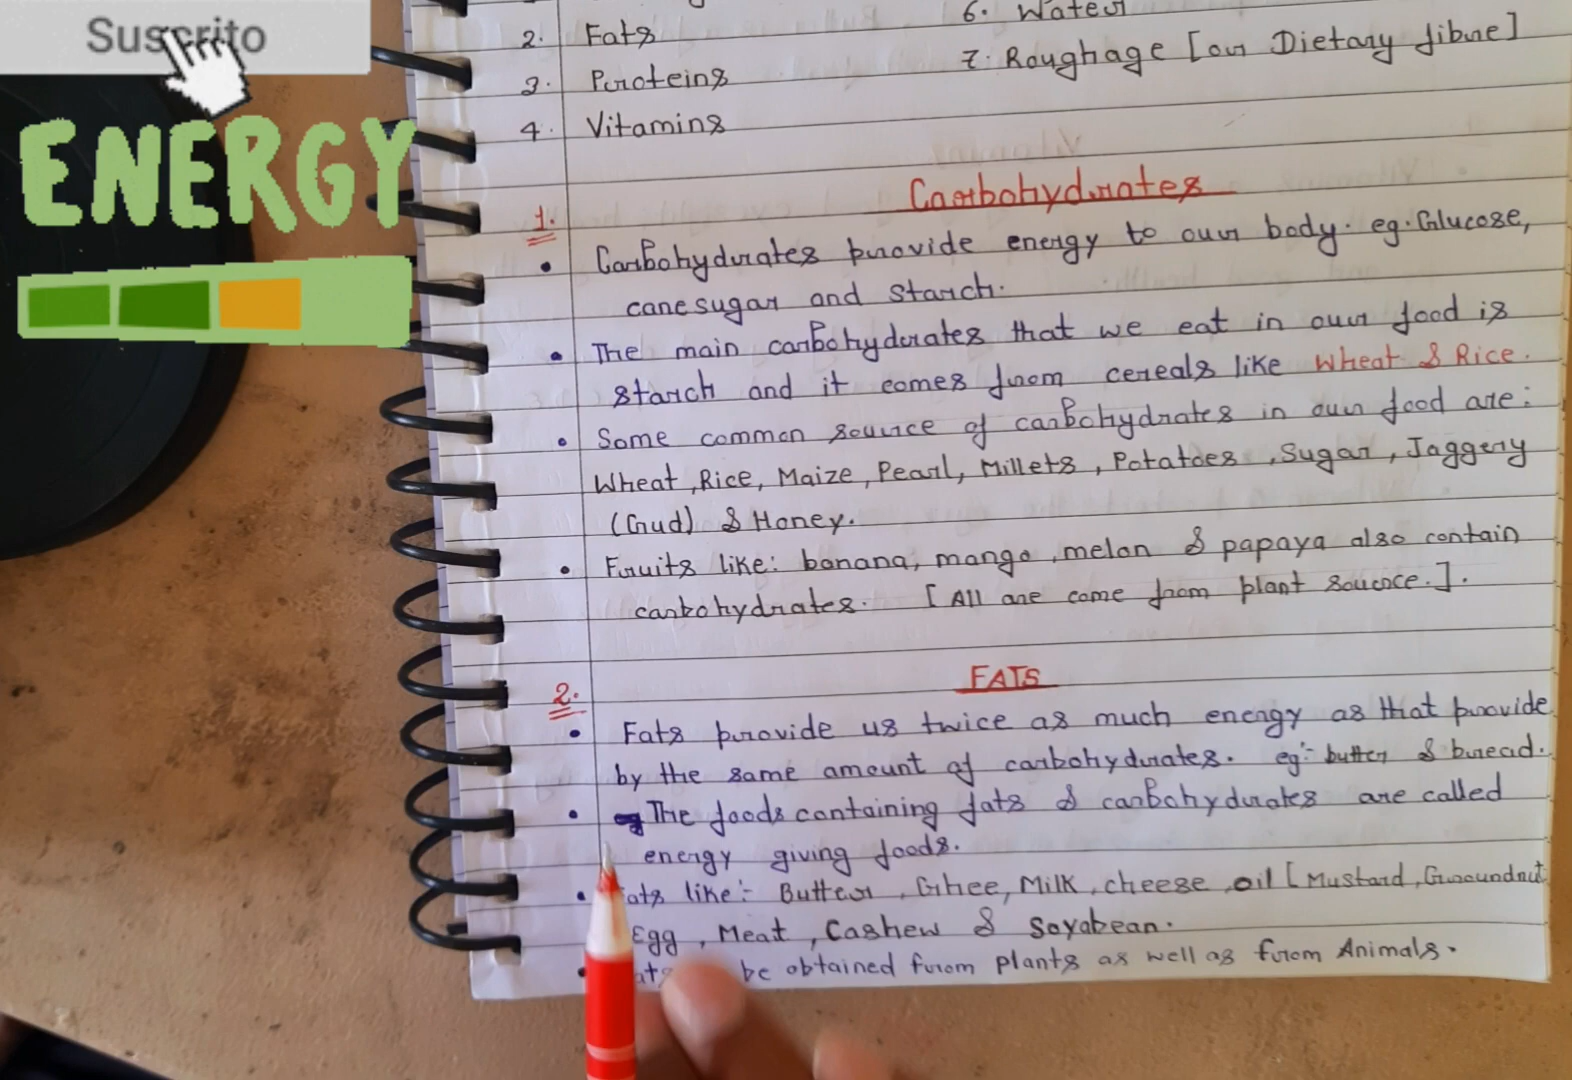 Suscrito
ENERGY
2. Fats
3. Proteins
4. Vitamins
6. Water
7. Roughage [or Dietary fibre]
Carbohydrates
1.
• Carbohydrates provide energy to our body. eg. Glucose,
cane sugar and starch.
• The main carbohydrates that we eat in our food is
starch and it comes from cereals like Wheat & Rice.
• Some common source of carbohydrates in our food are:
Wheat, Rice, Maize, Pearl, Millets, Potatoes, Sugar, Jaggery
(Gud) & Honey.
• Fruits like: banana, mango, melon & papaya also contain
carbohydrates. [All are come from plant source.].
FATS
2.
• Fats provide us twice as much energy as that provide
by the same amount of carbohydrates. eg:- butter & bread.
• The foods containing fats & carbohydrates are called
energy giving foods.
• ats like:- Butter, Ghee, Milk, cheese, oil [Mustard, Groundnut
Egg, Meat, Cashew & Soyabean.
• ats be obtained from plants as well as from Animals.